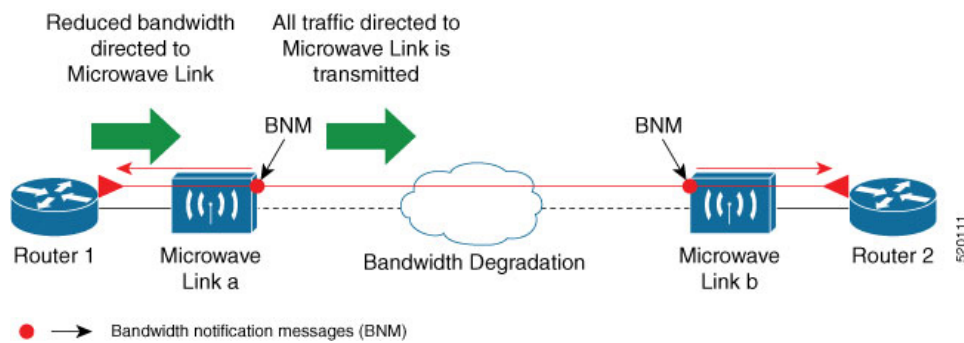 Reduced bandwidth
directed to
Microwave Link
All traffic directed to
Microwave Link is
transmitted
BNM
BNM
Router 1
Microwave
Link a
Bandwidth Degradation
Microwave
Link b
Router 2
520111
Bandwidth notification messages (BNM)